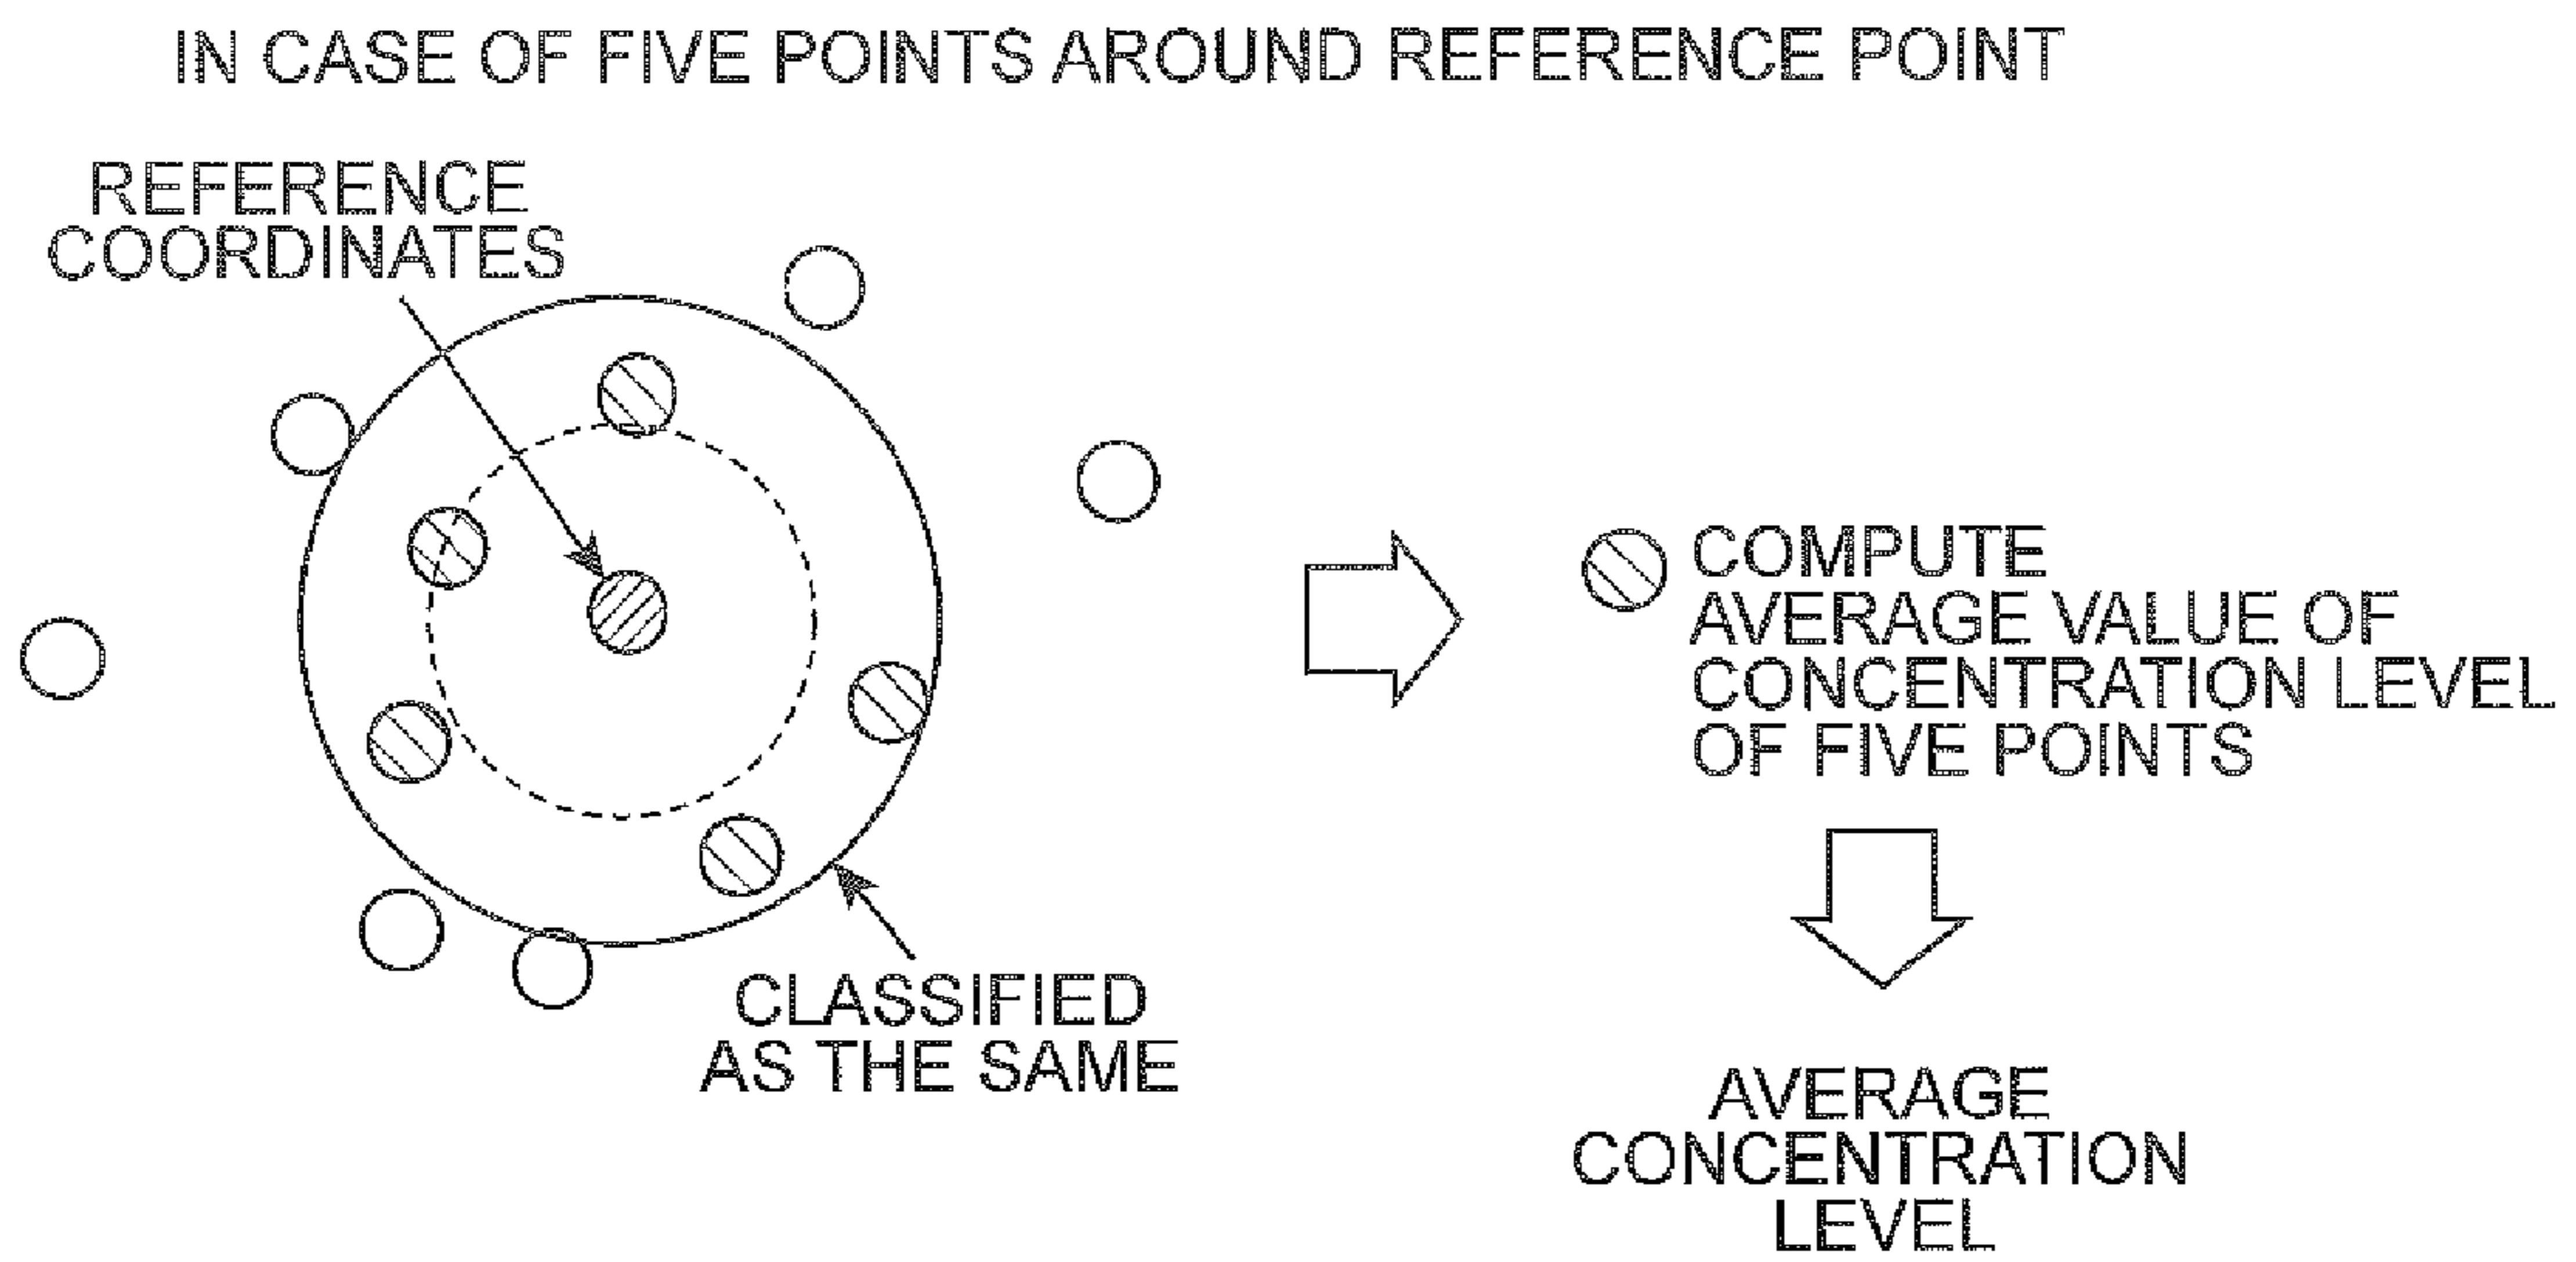 IN CASE OF FIVE POINTS AROUND REFERENCE POINT
REFERENCE
COORDINATES
COMPUTE
AVERAGE VALUE OF
CONCENTRATION LEVEL
OF FIVE POINTS
CLASSIFIED
AS THE SAME
AVERAGE
CONCENTRATION
LEVEL